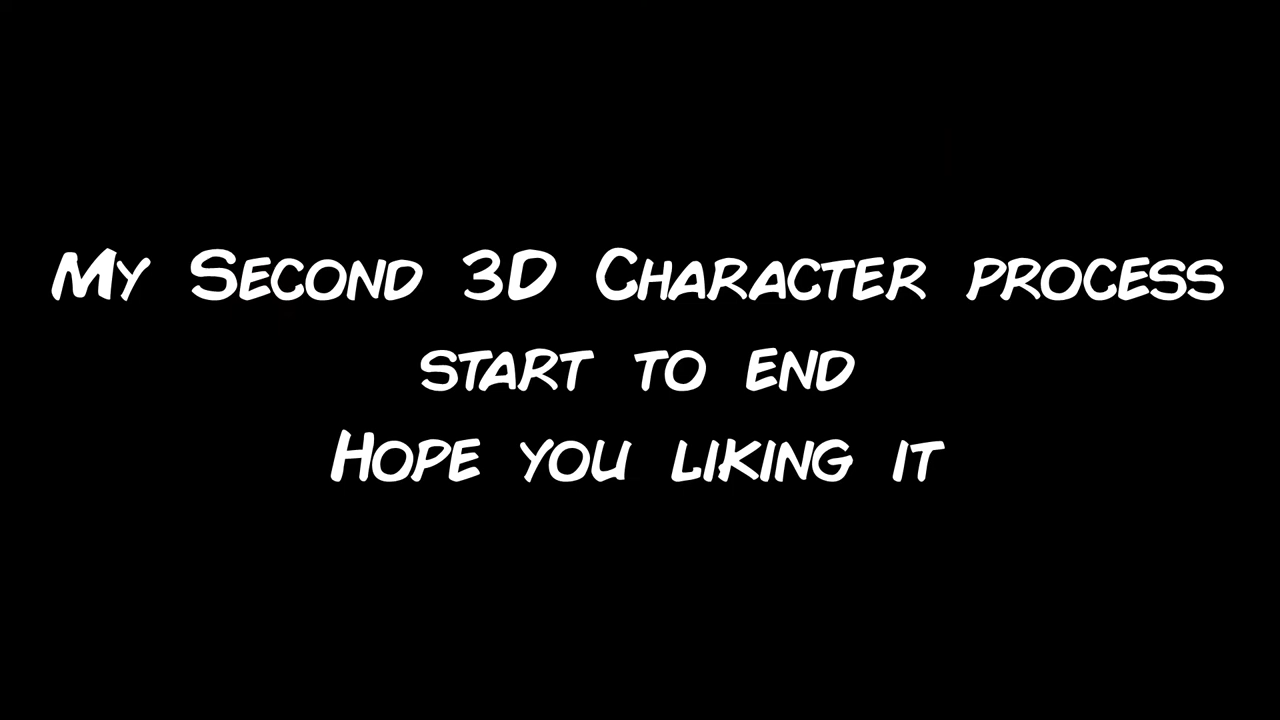 My Second 3D Character process
start to end
Hope you liking it